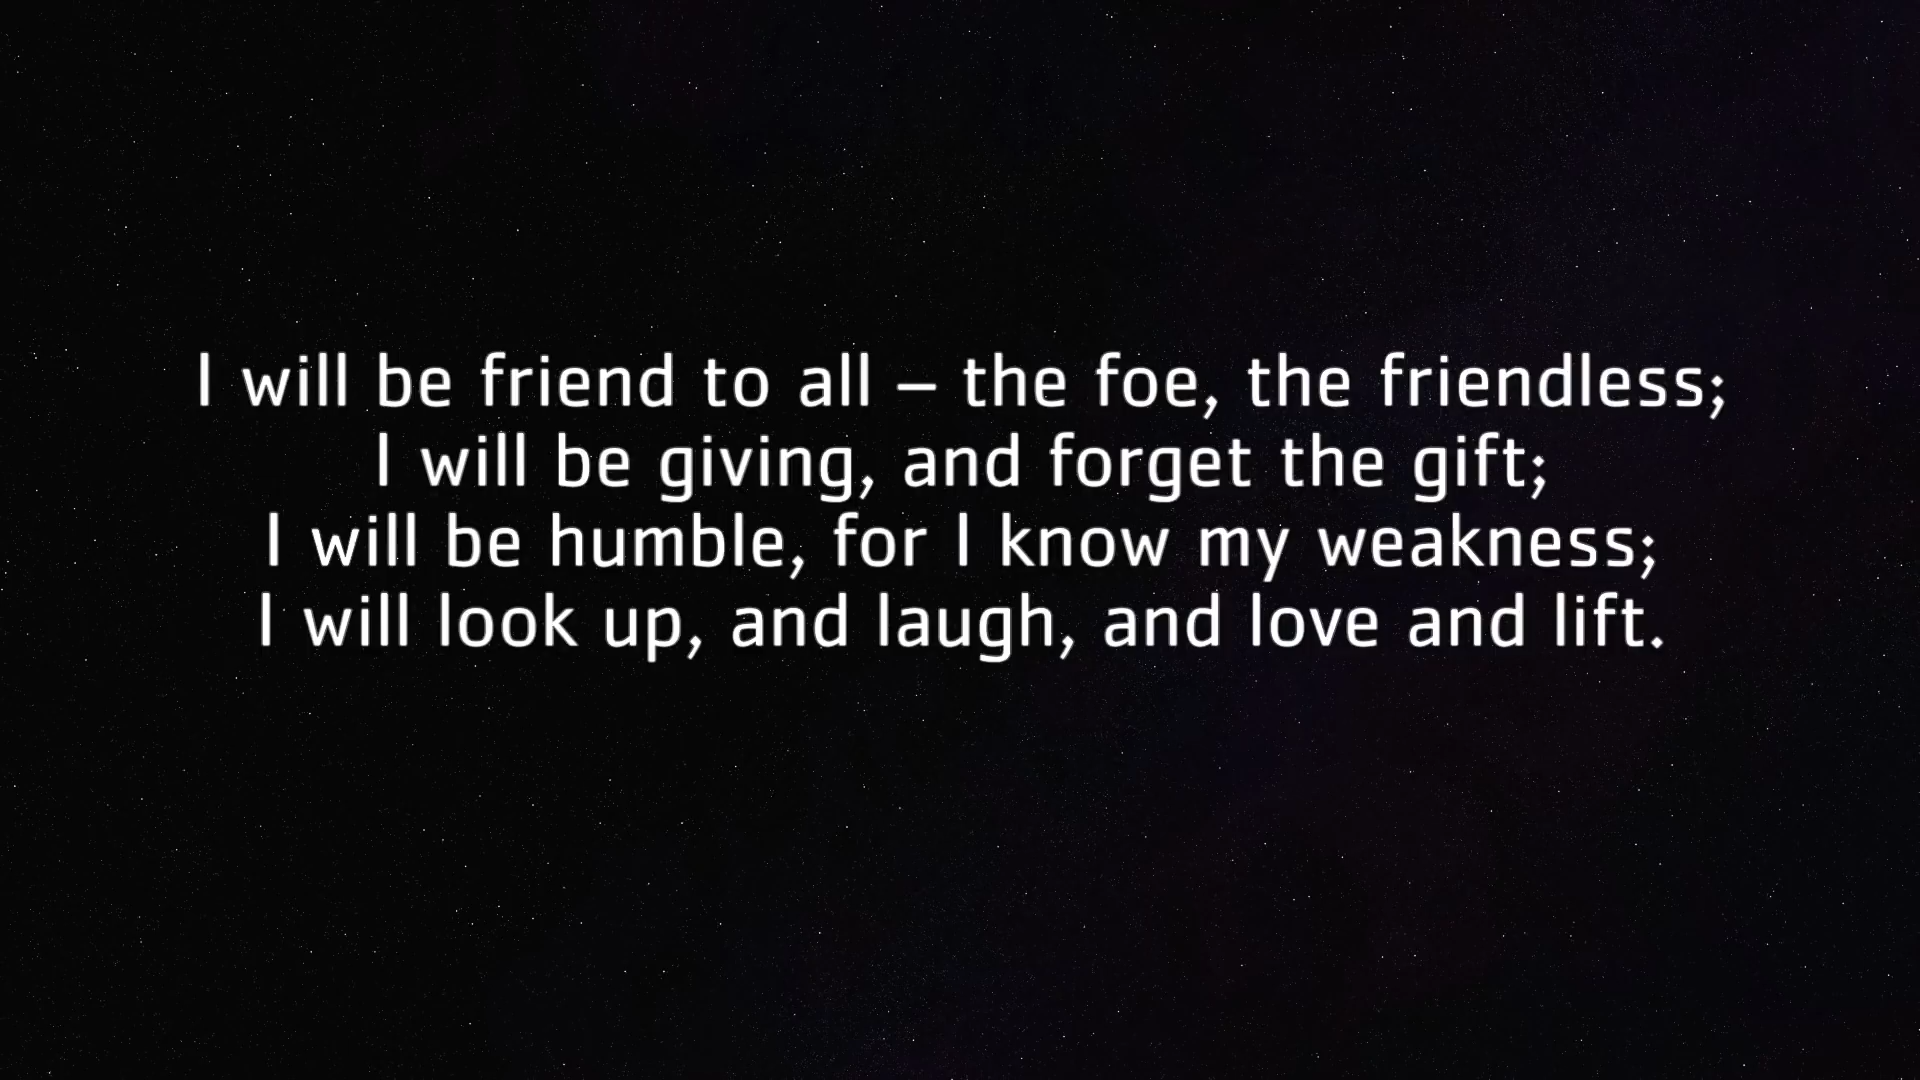 I will be friend to all – the foe, the friendless;
I will be giving, and forget the gift;
I will be humble, for I know my weakness;
I will look up, and laugh, and love and lift.